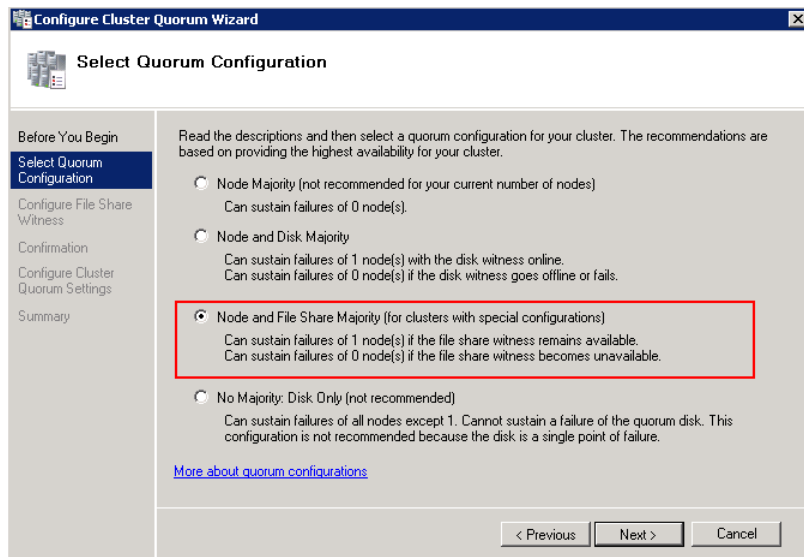 Configure Cluster Quorum Wizard
Select Quorum Configuration
Before You Begin
Select Quorum
Configuration
Configure File Share
Witness
Confirmation
Configure Cluster
Quorum Settings
Summary
Read the descriptions and then select a quorum configuration for your cluster. The recommendations are
based on providing the highest availability for your cluster.
Node Majority (not recommended for your current number of nodes)
Can sustain failures of 0 node(s).
Node and Disk Majority
Can sustain failures of 1 node(s) with the disk witness online.
Can sustain failures of 0 node(s) if the disk witness goes offline or fails.
Node and File Share Majority (for clusters with special configurations)
Can sustain failures of 1 node(s) if the file share witness remains available.
Can sustain failures of 0 node(s) if the file share witness becomes unavailable.
No Majority: Disk Only (not recommended)
Can sustain failures of all nodes except 1. Cannot sustain a failure of the quorum disk. This
configuration is not recommended because the disk is a single point of failure.
More about quorum configurations
< Previous
Next >
Cancel